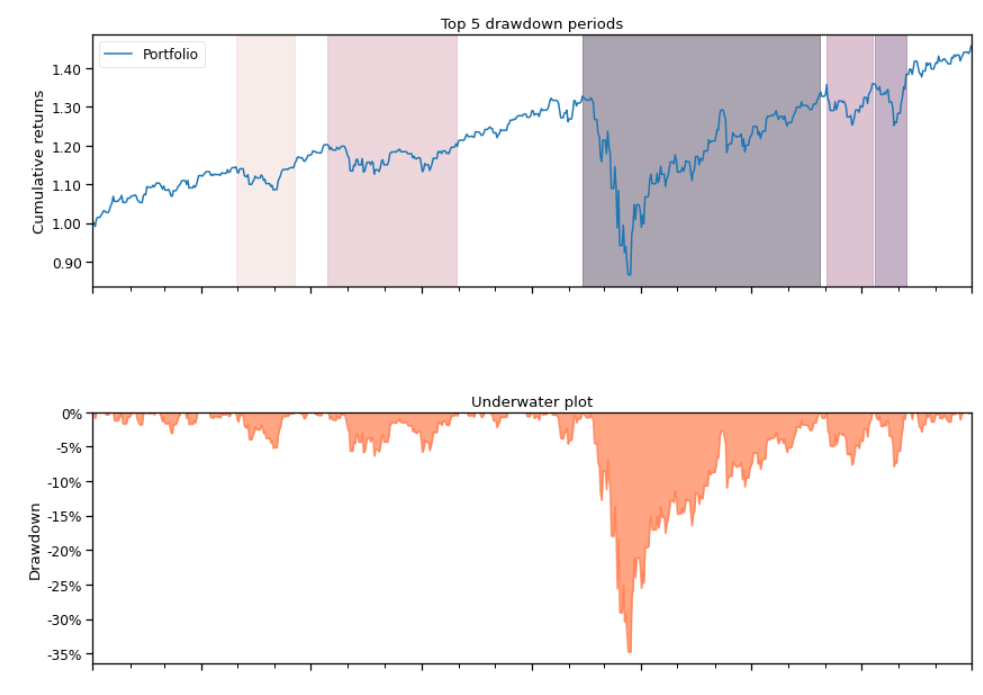 Top 5 drawdown periods
Portfolio
Cumulative returns
1.40
1.30
1.20
1.10
1.00
0.90
Underwater plot
Drawdown
0%
-5%
-10%
-15%
-20%
-25%
-30%
-35%